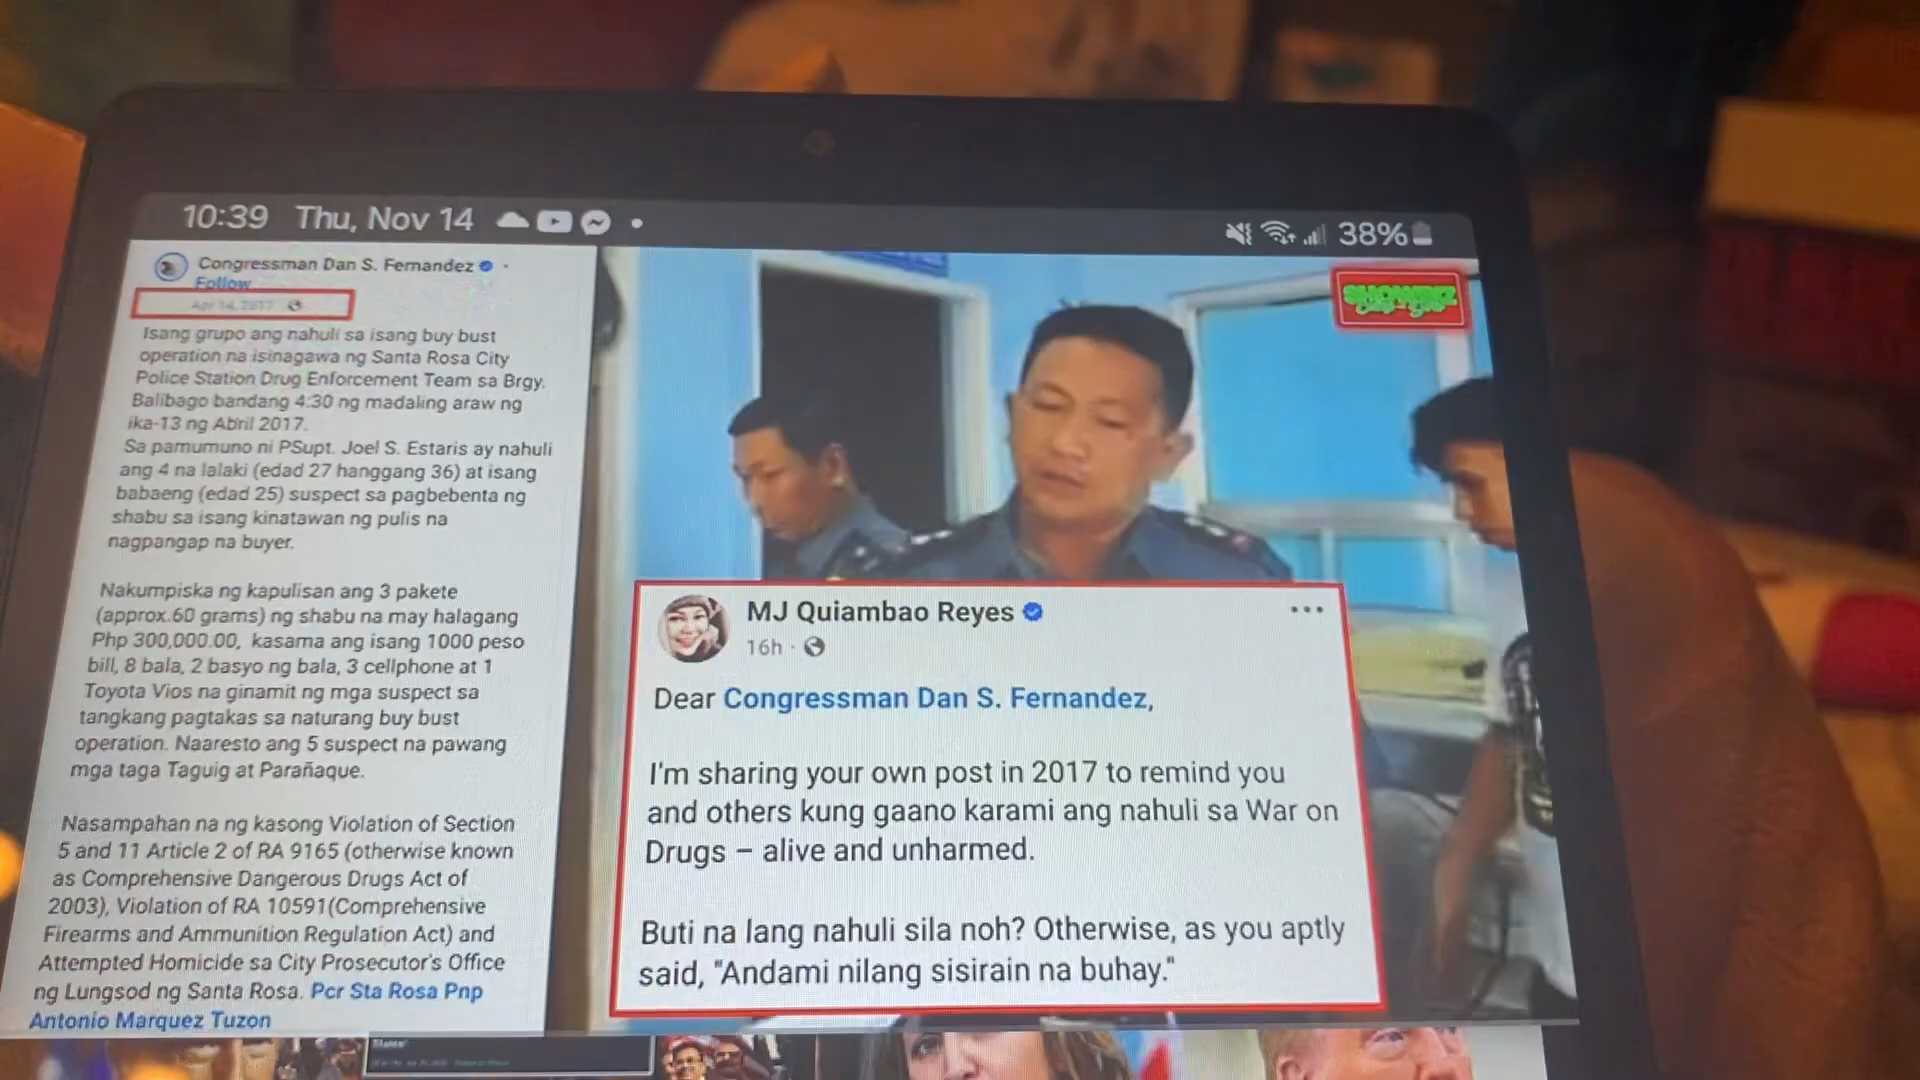 10:39 Thu, Nov 14
38%
Congressman Dan S. Fernandez
Follow
Apr 14, 2017
Isang grupo ang nahuli sa isang buy bust
operation na isinagawa ng Santa Rosa City
Police Station Drug Enforcement Team sa Brgy.
Balibago bandang 4:30 ng madaling araw ng
ika-13 ng Abril 2017.
Sa pamumuno ni PSupt. Joel S. Estaris ay nahuli
ang 4 na lalaki (edad 27 hanggang 36) at isang
babaeng (edad 25) suspect sa pagbebenta ng
shabu sa isang kinatawan ng pulis na
nagpangap na buyer.
Nakumpiska ng kapulisan ang 3 pakete
(approx.60 grams) ng shabu na may halagang
Php 300,000.00, kasama ang isang 1000 peso
bill, 8 bala, 2 basyo ng bala, 3 cellphone at 1
Toyota Vios na ginamit ng mga suspect sa
tangkang pagtakas sa naturang buy bust
operation. Naaresto ang 5 suspect na pawang
mga taga Taguig at Parañaque.
Nasampahan na ng kasong Violation of Section
5 and 11 Article 2 of RA 9165 (otherwise known
as Comprehensive Dangerous Drugs Act of
2003), Violation of RA 10591(Comprehensive
Firearms and Ammunition Regulation Act) and
Attempted Homicide sa City Prosecutor's Office
ng Lungsod ng Santa Rosa. Pcr Sta Rosa Pnp
Antonio Marquez Tuzon
SHOWBIZ
MJ Quiambao Reyes
16h
Dear Congressman Dan S. Fernandez,
I'm sharing your own post in 2017 to remind you
and others kung gaano karami ang nahuli sa War on
Drugs – alive and unharmed.
Buti na lang nahuli sila noh? Otherwise, as you aptly
said, "Andami nilang sisirain na buhay."